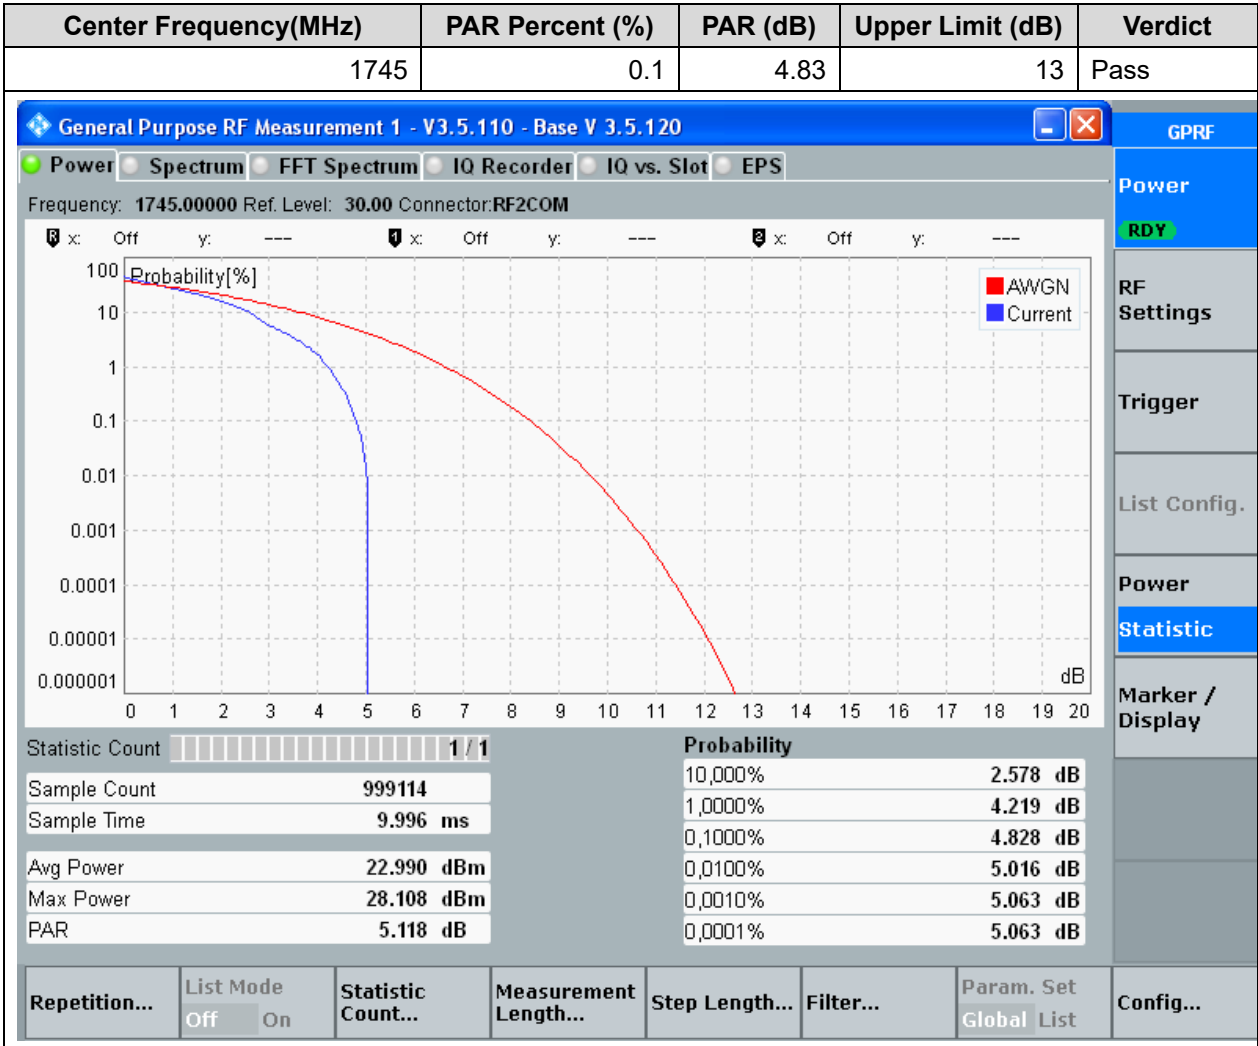 Center Frequency(MHz) PAR Percent (%) PAR (dB) Upper Limit (dB) Verdict
1745 0.1 4.83 13 Pass
General Purpose RF Measurement 1 - V3.5.110 - Base V 3.5.120
GPRF
Power Spectrum FFT Spectrum IQ Recorder IQ vs. Slot EPS
Frequency: 1745.00000 Ref. Level: 30.00 Connector:RF2COM
R x: Off y: --- 1 x: Off y: --- 2 x: Off y: ---
Probability[%]
AWGN
Current
100
10
1
0.1
0.01
0.001
0.0001
0.00001
0.000001
dB
0 1 2 3 4 5 6 7 8 9 10 11 12 13 14 15 16 17 18 19 20
Statistic Count 1 / 1
Sample Count 999114
Sample Time 9.996 ms
Avg Power 22.990 dBm
Max Power 28.108 dBm
PAR 5.118 dB
Probability
10,000% 2.578 dB
1,0000% 4.219 dB
0,1000% 4.828 dB
0,0100% 5.016 dB
0,0010% 5.063 dB
0,0001% 5.063 dB
Power
RDY
RF
Settings
Trigger
List Config.
Power
Statistic
Marker /
Display
Repetition...
List Mode
Off On
Statistic
Count...
Measurement
Length...
Step Length...
Filter...
Param. Set
Global List
Config...